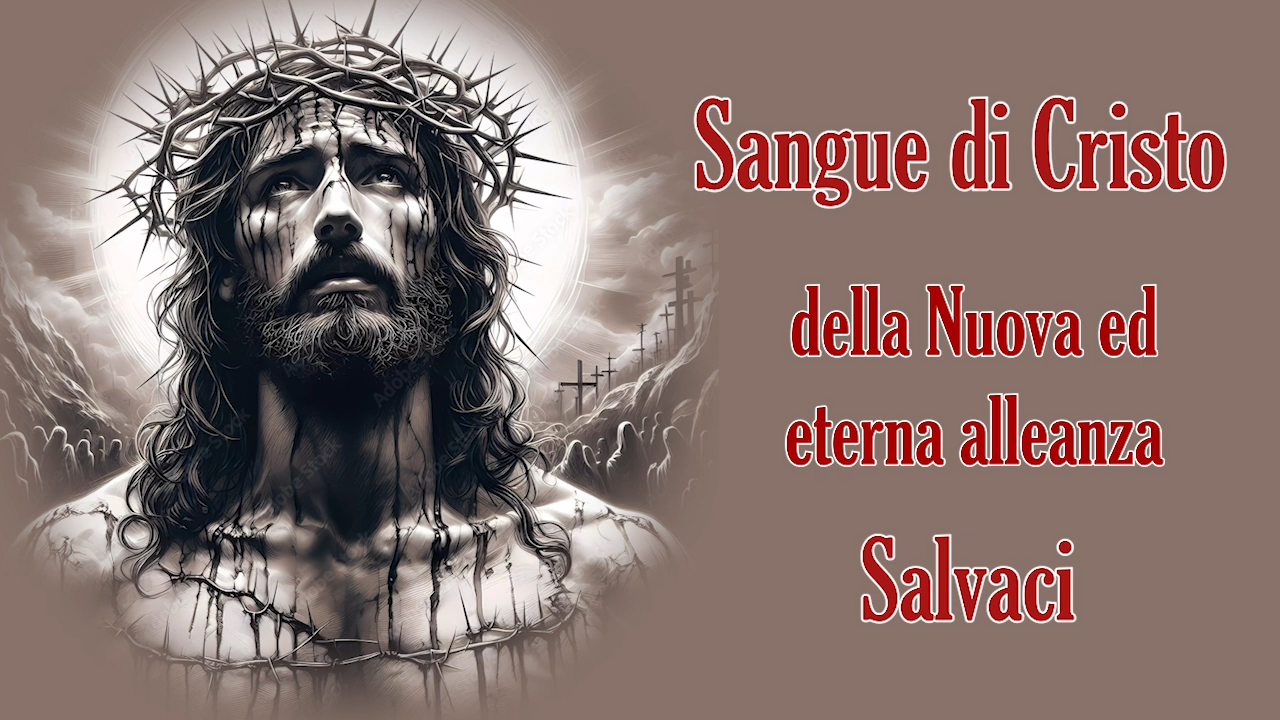 Sangue di Cristo
della Nuova ed
eterna alleanza
Salvaci